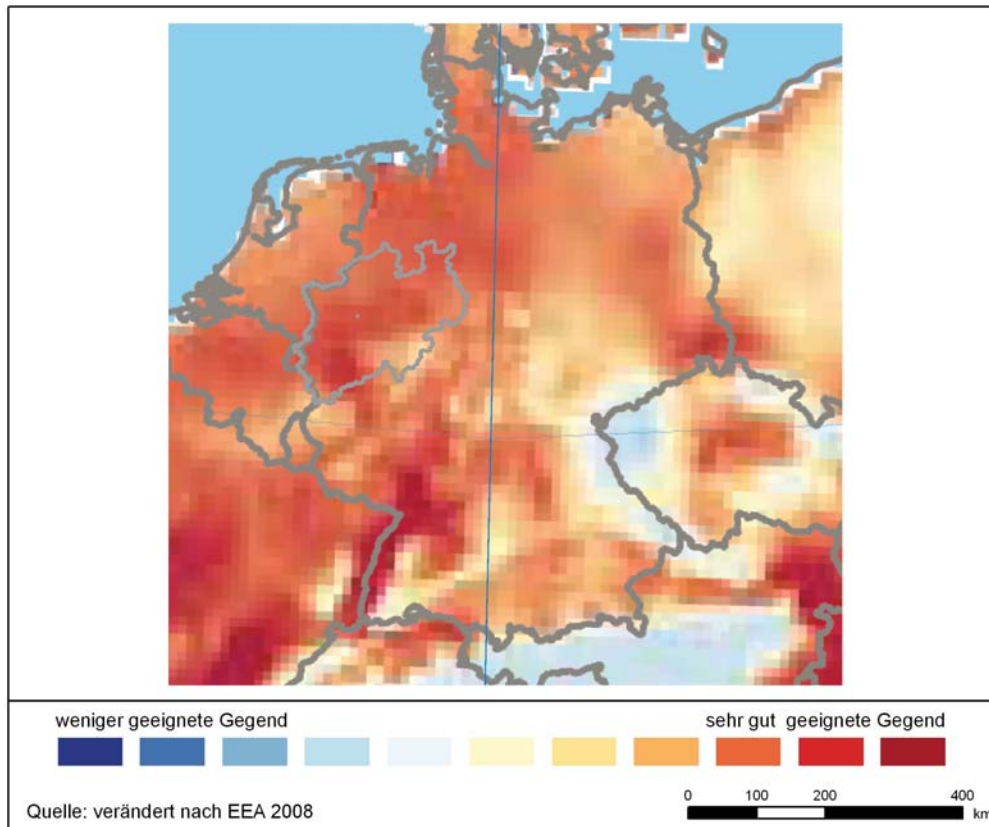 weniger geeignete Gegend
sehr gut geeignete Gegend
Quelle: verändert nach EEA 2008
0 100 200 400
km